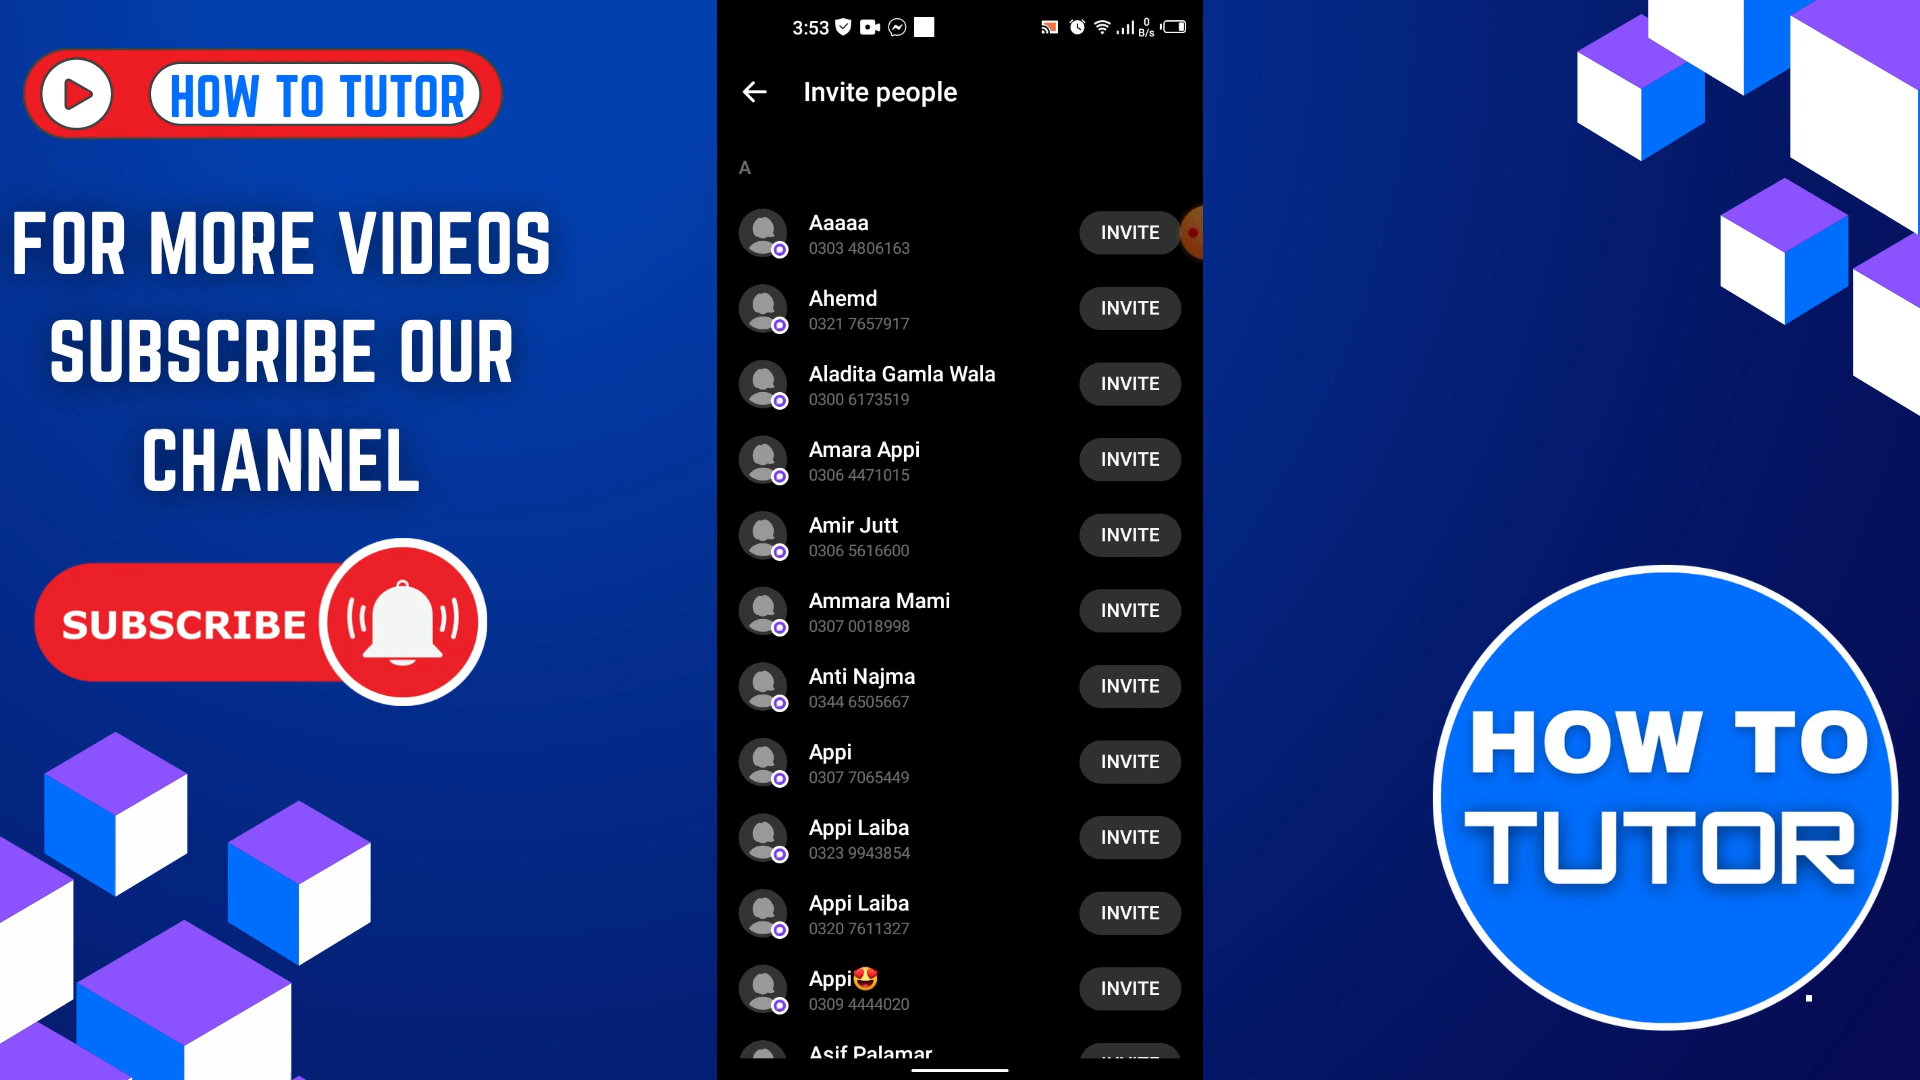 HOW TO TUTOR
FOR MORE VIDEOS
SUBSCRIBE OUR
CHANNEL
SUBSCRIBE
3:53
0
B/s
Invite people
A
Aaaaa
0303 4806163
INVITE
Ahemd
0321 7657917
INVITE
Aladita Gamla Wala
0300 6173519
INVITE
Amara Appi
0306 4471015
INVITE
Amir Jutt
0306 5616600
INVITE
Ammara Mami
0307 0018998
INVITE
Anti Najma
0344 6505667
INVITE
Appi
0307 7065449
INVITE
Appi Laiba
0323 9943854
INVITE
Appi Laiba
0320 7611327
INVITE
Appi😍
0309 4444020
INVITE
Asif Palamar
INVITE
HOW TO
TUTOR